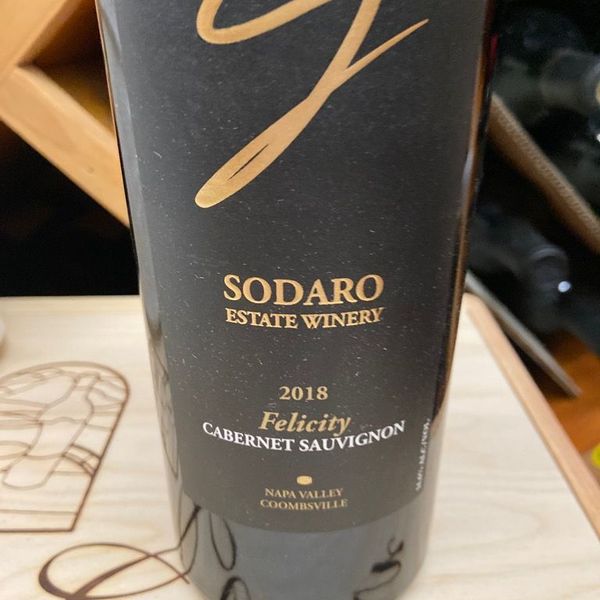 SODARO
ESTATE WINERY
2018
Felicity
CABERNET SAUVIGNON
NAPA VALLEY
COOMBSVILLE